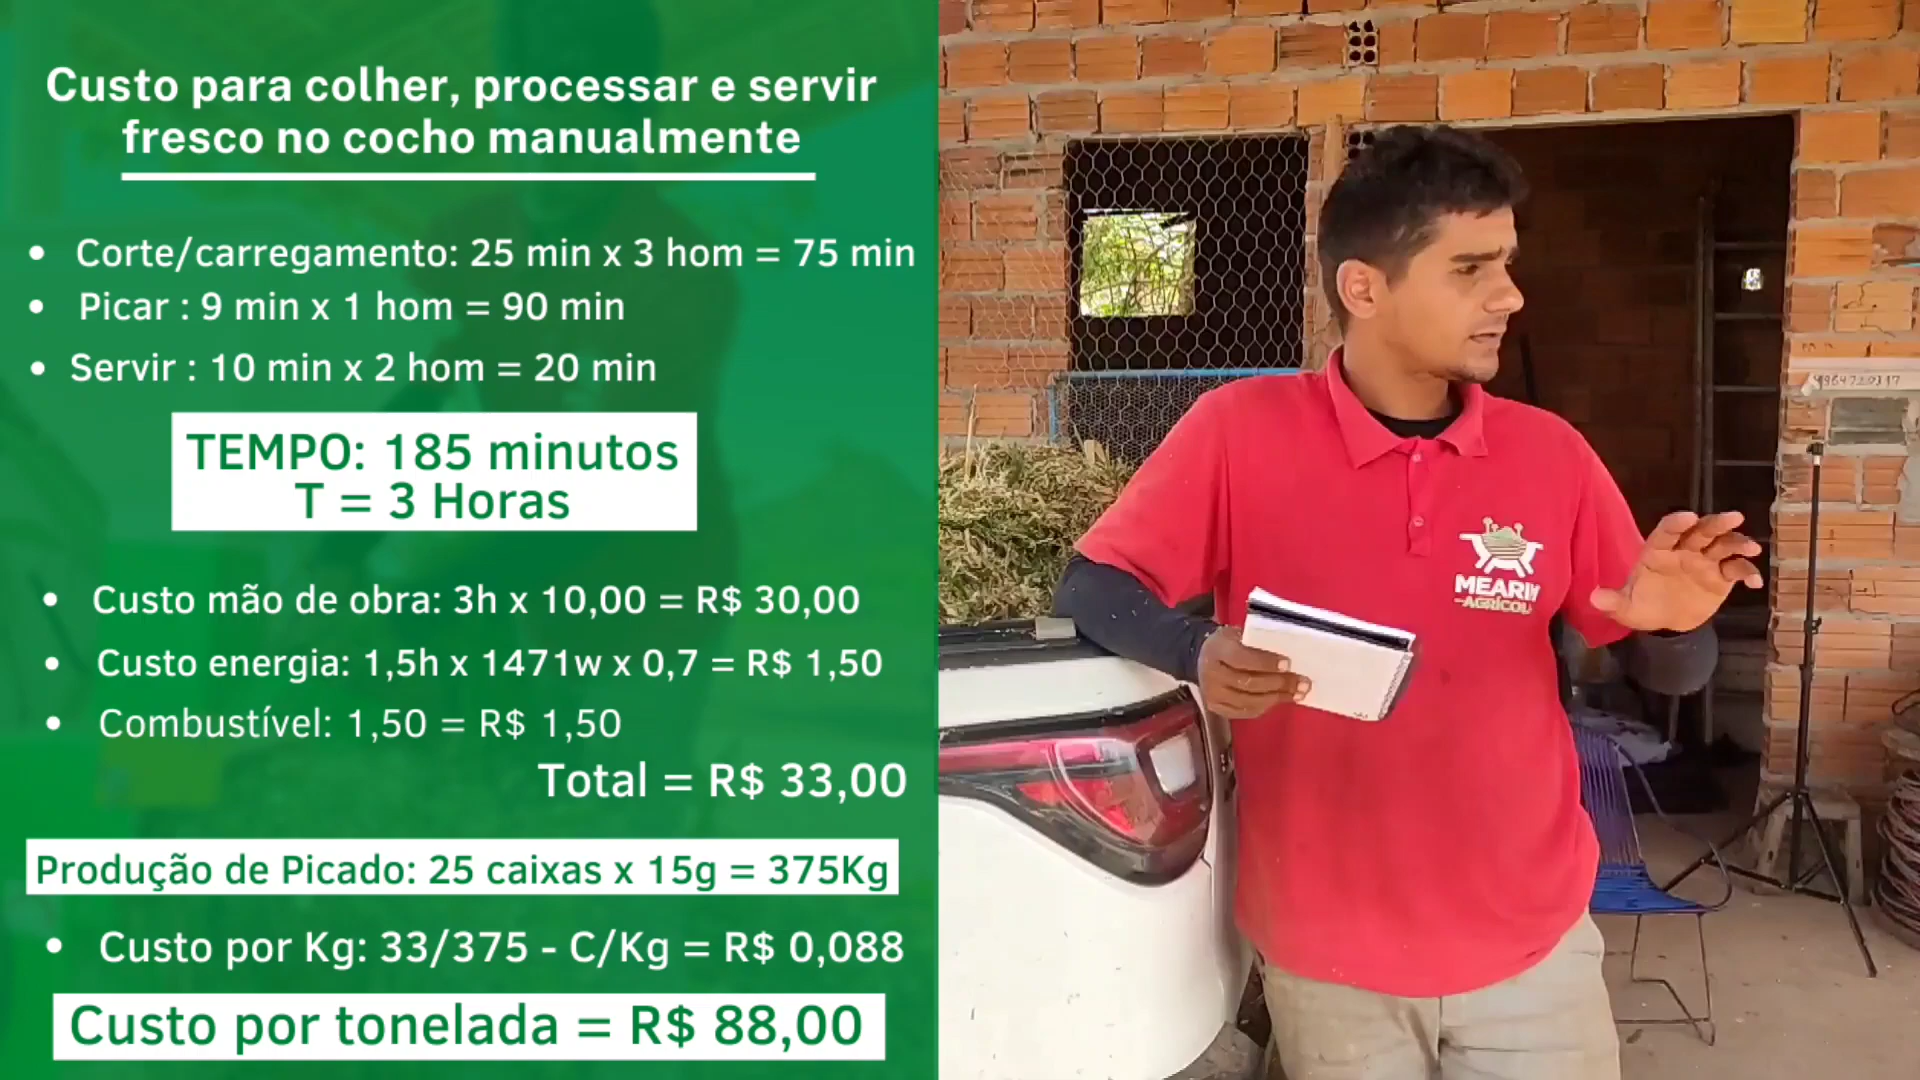 Custo para colher, processar e servir
fresco no cocho manualmente
• Corte/carregamento: 25 min x 3 hom = 75 min
• Picar : 9 min x 1 hom = 90 min
• Servir : 10 min x 2 hom = 20 min
TEMPO: 185 minutos
T = 3 Horas
• Custo mão de obra: 3h x 10,00 = R$ 30,00
• Custo energia: 1,5h x 1471w x 0,7 = R$ 1,50
• Combustível: 1,50 = R$ 1,50
Total = R$ 33,00
Produção de Picado: 25 caixas x 15g = 375Kg
• Custo por Kg: 33/375 - C/Kg = R$ 0,088
Custo por tonelada = R$ 88,00
MEARIM
AGRÍCOLA